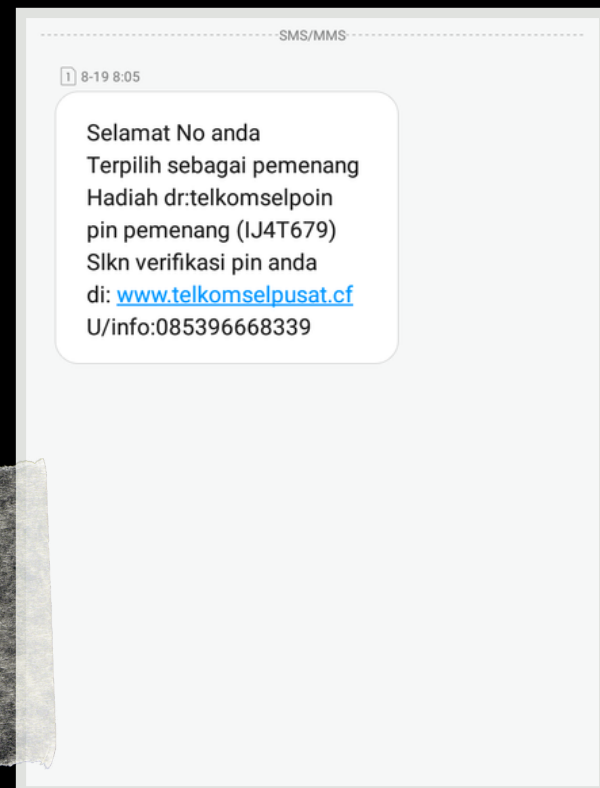 SMS/MMS
1 8-19 8:05
Selamat No anda
Terpilih sebagai pemenang
Hadiah dr:telkomselpoin
pin pemenang (IJ4T679)
Slkn verifikasi pin anda
di: www.telkomselpusat.cf
U/info:085396668339